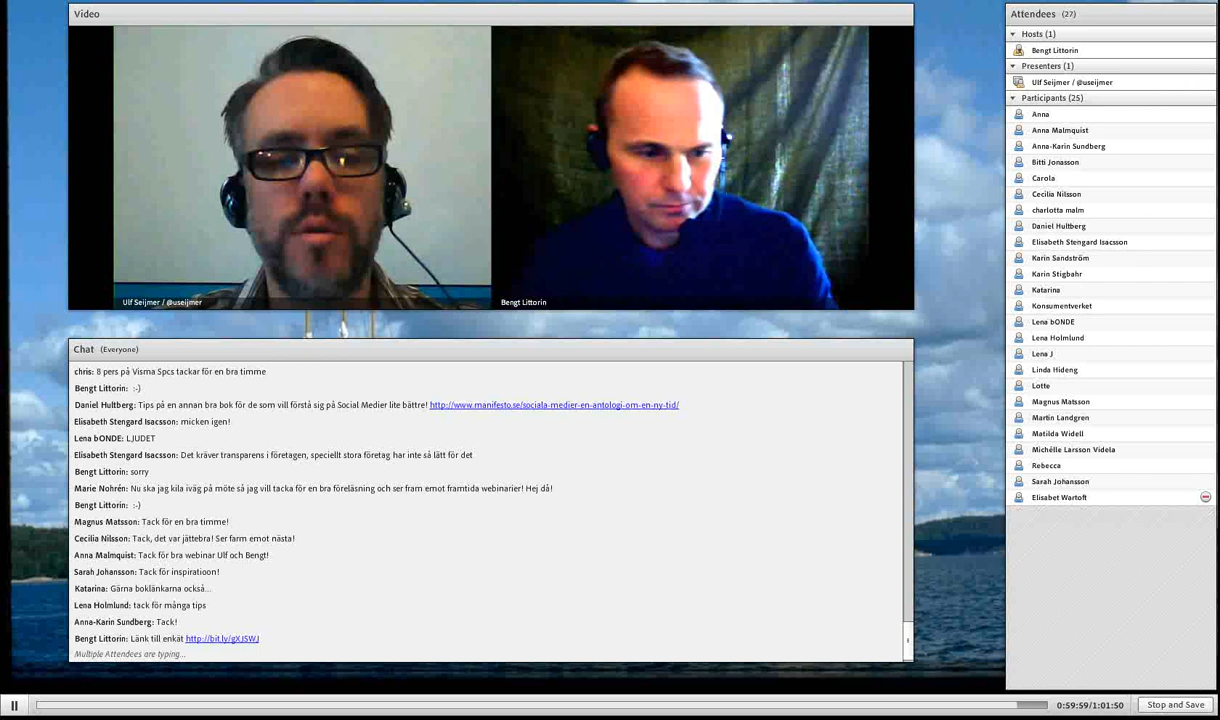 Video
Ulf Seijmer / @useijmer
Bengt Littorin
Chat (Everyone)
chris: 8 pers på Visma Spcs tackar för en bra timme
Bengt Littorin: :-)
Daniel Hultberg: Tips på en annan bra bok för de som vill förstå sig på Social Medier lite bättre! http://www.manifesto.se/sociala-medier-en-antologi-om-en-ny-tid/
Elisabeth Stengard Isacsson: micken igen!
Lena bONDE: LJUDET
Elisabeth Stengard Isacsson: Det kräver transparens i företagen, speciellt stora företag har inte så lätt för det
Bengt Littorin: sorry
Marie Nohrén: Nu ska jag kila iväg på möte så jag vill tacka för en bra föreläsning och ser fram emot framtida webinarier! Hej då!
Bengt Littorin: :-)
Magnus Matsson: Tack för en bra timme!
Cecilia Nilsson: Tack, det var jättebra! Ser farm emot nästa!
Anna Malmquist: Tack för bra webinar Ulf och Bengt!
Sarah Johansson: Tack för inspiratioon!
Katarina: Gärna boklänkarna också...
Lena Holmlund: tack för många tips
Anna-Karin Sundberg: Tack!
Bengt Littorin: Länk till enkät http://bit.ly/gXJSWJ
Multiple Attendees are typing...
Attendees (27)
Hosts (1)
Bengt Littorin
Presenters (1)
Ulf Seijmer / @useijmer
Participants (25)
Anna
Anna Malmquist
Anna-Karin Sundberg
Bitti Jonasson
Carola
Cecilia Nilsson
charlotta malm
Daniel Hultberg
Elisabeth Stengard Isacsson
Karin Sandström
Karin Stigbahr
Katarina
Konsumentverket
Lena bONDE
Lena Holmlund
Lena J
Linda Hideng
Lotte
Magnus Matsson
Martin Landgren
Matilda Widell
Michélle Larsson Videla
Rebecca
Sarah Johansson
Elisabet Wartoft
0:59:59/1:01:50
Stop and Save